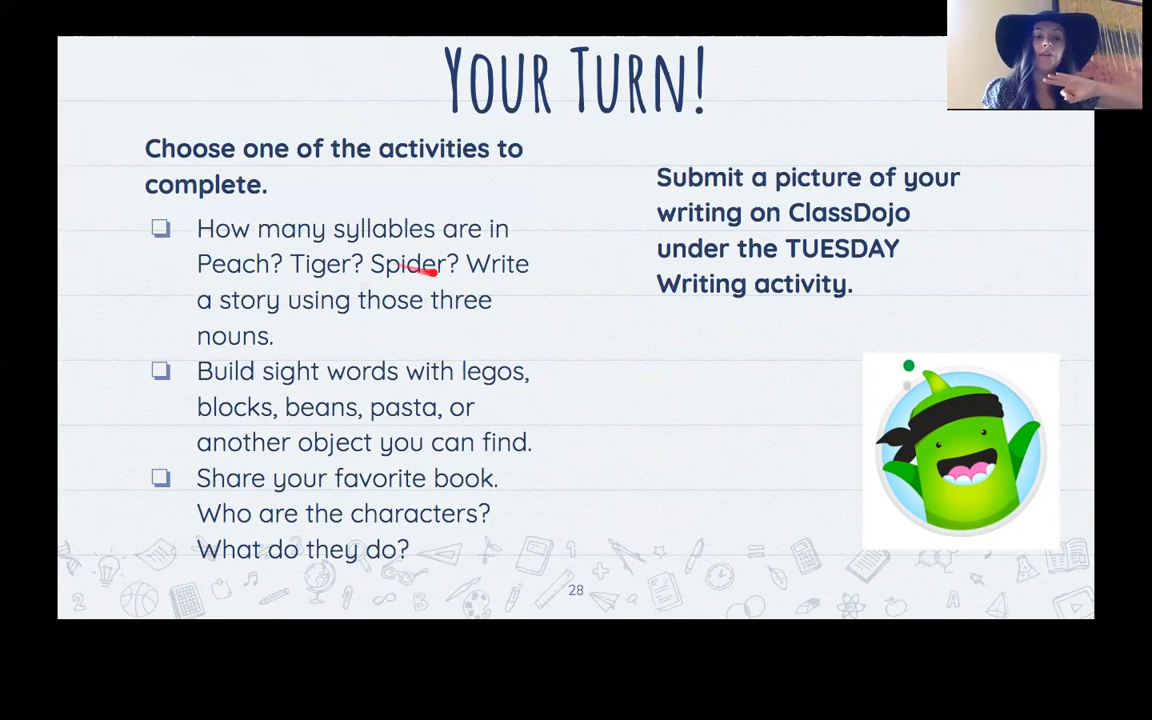 YOUR TURN!
Choose one of the activities to
complete.
How many syllables are in
Peach? Tiger? Spider? Write
a story using those three
nouns.
Build sight words with legos,
blocks, beans, pasta, or
another object you can find.
Share your favorite book.
Who are the characters?
What do they do?
Submit a picture of your
writing on ClassDojo
under the TUESDAY
Writing activity.
28